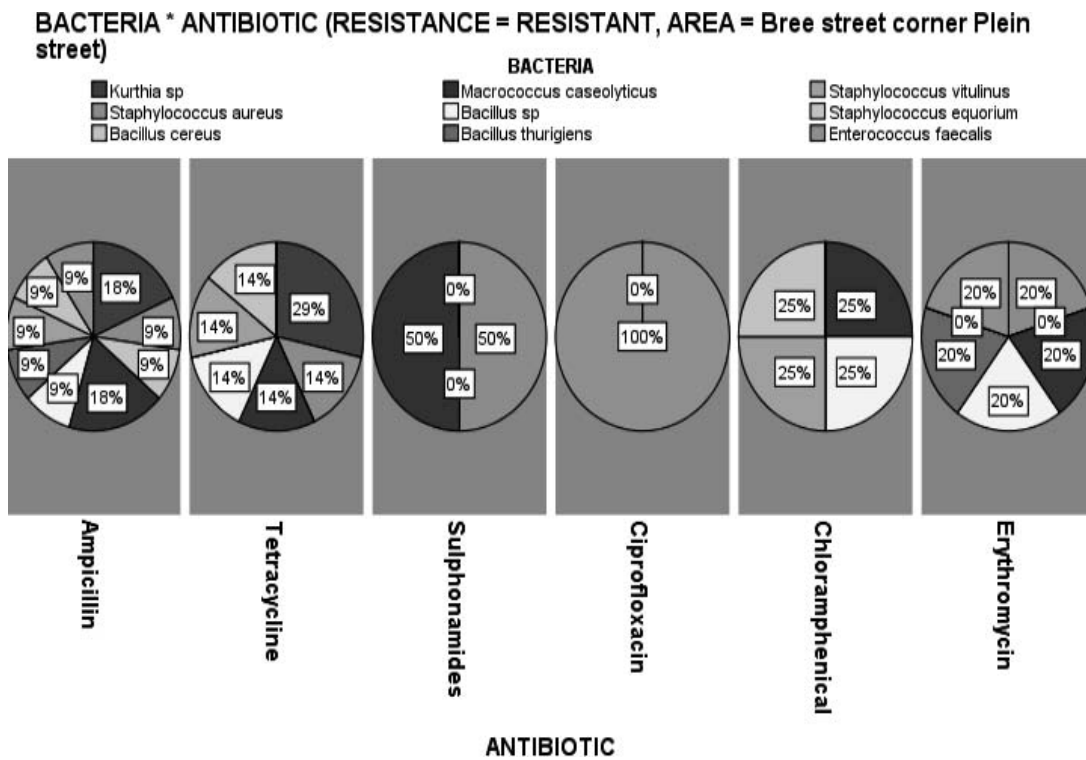 BACTERIA * ANTIBIOTIC (RESISTANCE = RESISTANT, AREA = Bree street corner Plein
street)
BACTERIA
Kurthia sp
Staphylococcus aureus
Bacillus cereus
Macrococcus caseolyticus
Bacillus sp
Bacillus thurigiens
Staphylococcus vitulinus
Staphylococcus equorium
Enterococcus faecalis
9%
18%
9%
9%
9%
9%
9%
9%
18%
14%
29%
14%
14%
14%
14%
0%
50%
50%
0%
0%
100%
25%
25%
25%
25%
20%
20%
0%
0%
20%
20%
20%
Ampicillin
Tetracycline
Sulphonamides
Ciprofloxacin
Chloramphenical
Erythromycin
ANTIBIOTIC